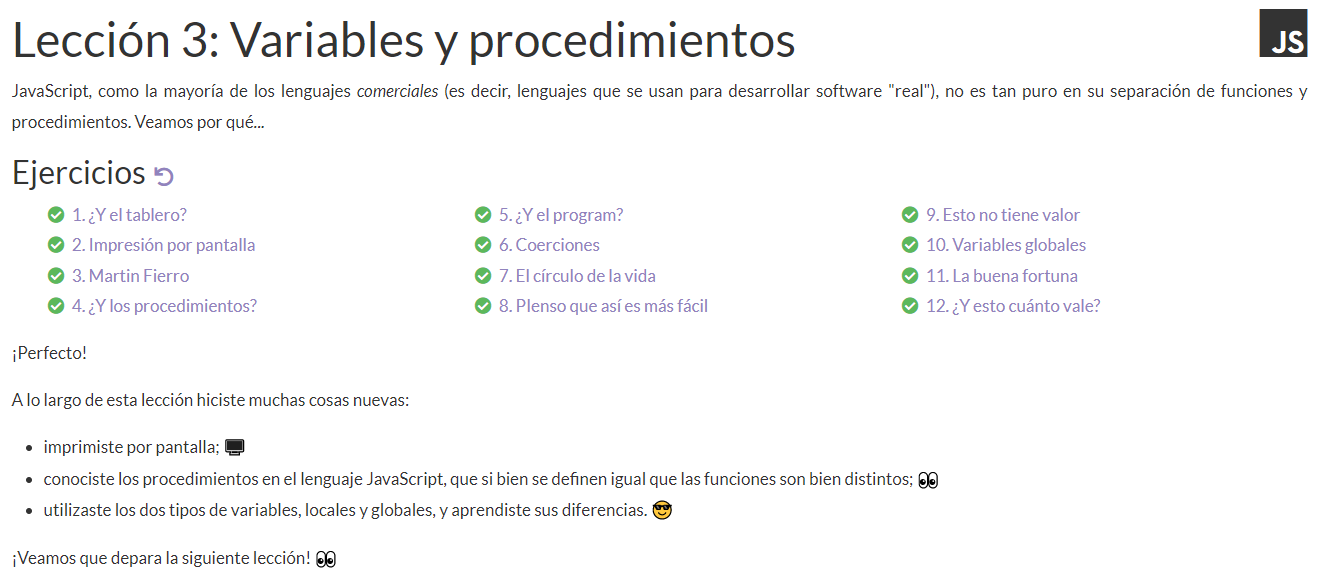 Lección 3: Variables y procedimientos
JS
JavaScript, como la mayoría de los lenguajes comerciales (es decir, lenguajes que se usan para desarrollar software "real"), no es tan puro en su separación de funciones y
procedimientos. Veamos por qué...
Ejercicios
1. ¿Y el tablero?
2. Impresión por pantalla
3. Martin Fierro
4. ¿Y los procedimientos?
5. ¿Y el program?
6. Coerciones
7. El círculo de la vida
8. Plenso que así es más fácil
9. Esto no tiene valor
10. Variables globales
11. La buena fortuna
12. ¿Y esto cuánto vale?
¡Perfecto!
A lo largo de esta lección hiciste muchas cosas nuevas:
imprimiste por pantalla;
conociste los procedimientos en el lenguaje JavaScript, que si bien se definen igual que las funciones son bien distintos;
utilizaste los dos tipos de variables, locales y globales, y aprendiste sus diferencias.
¡Veamos que depara la siguiente lección!